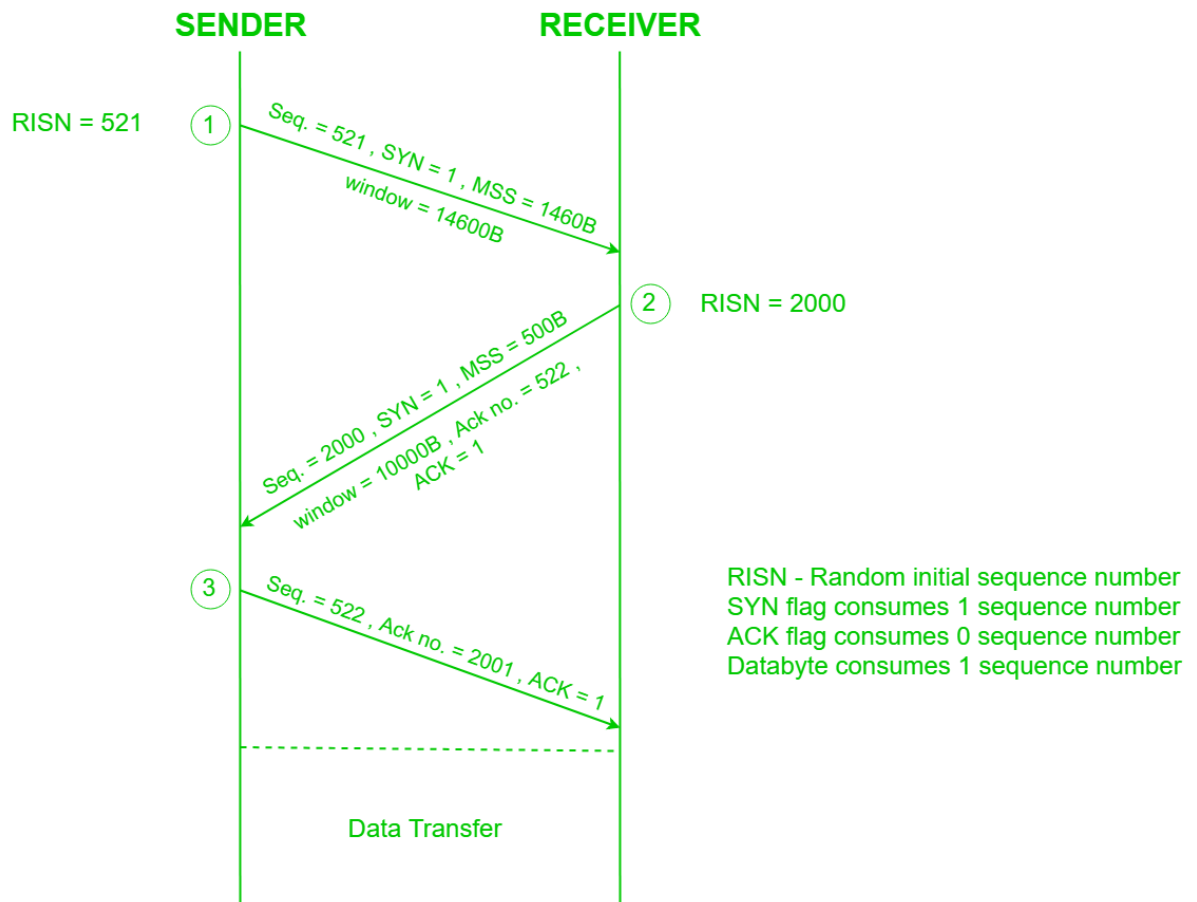 SENDER
RECEIVER
RISN = 521
1
Seq. = 521 , SYN = 1 , MSS = 1460B
window = 14600B
2
RISN = 2000
Seq. = 2000 , SYN = 1 , MSS = 500B
window = 10000B , Ack no. = 522 ,
ACK = 1
3
Seq. = 522 , Ack no. = 2001 , ACK = 1
RISN - Random initial sequence number
SYN flag consumes 1 sequence number
ACK flag consumes 0 sequence number
Databyte consumes 1 sequence number
Data Transfer